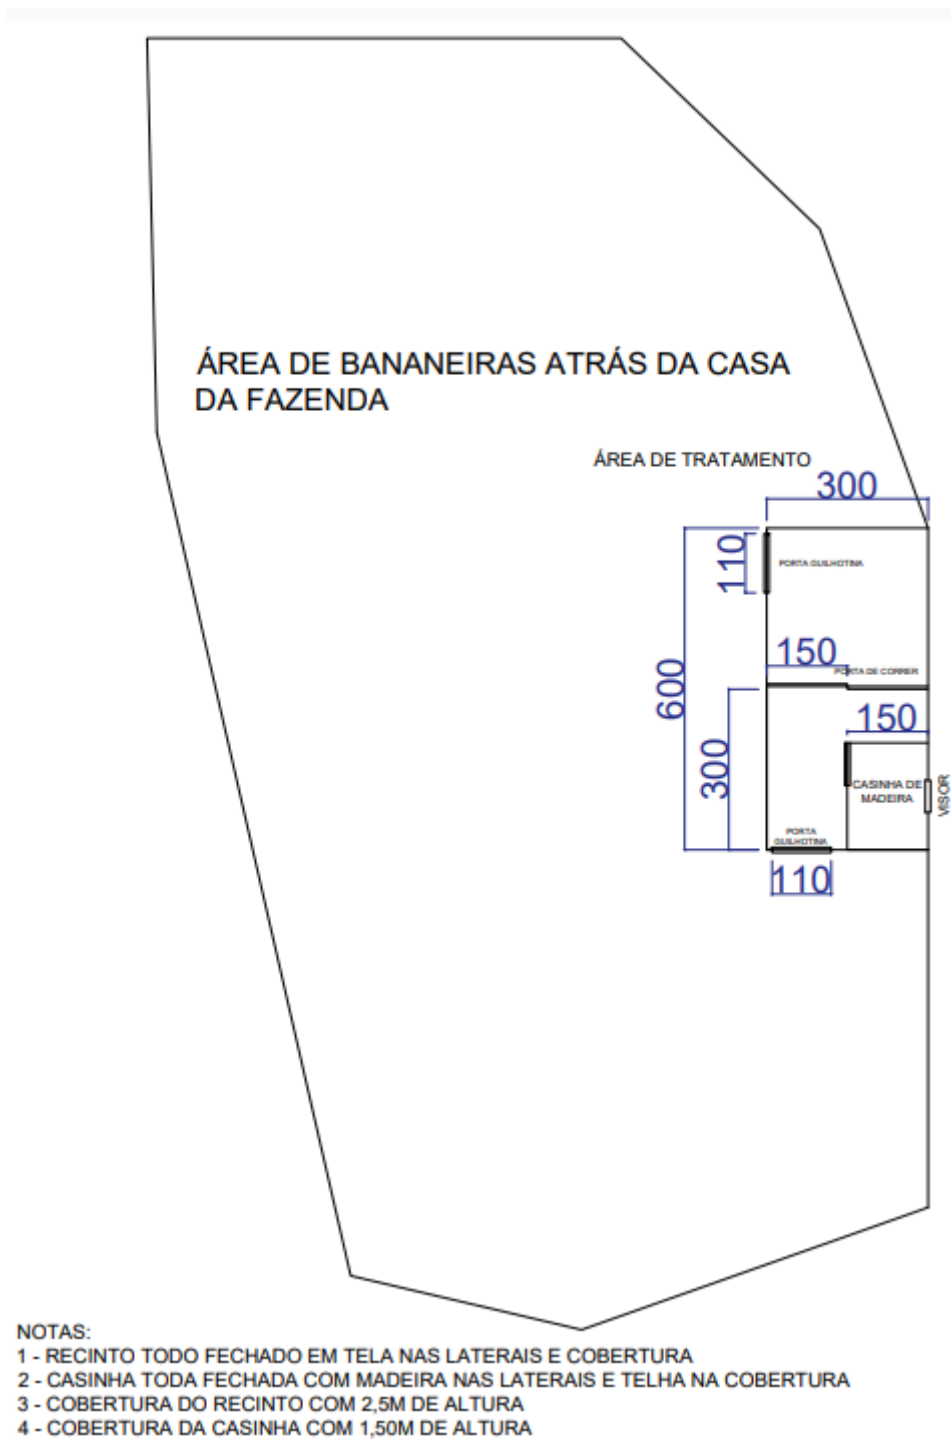 ÁREA DE BANANEIRAS ATRÁS DA CASA
DA FAZENDA
ÁREA DE TRATAMENTO
300
110
PORTA GUILHOTINA
600
150
PORTA DE CORRER
300
150
CASINHA DE
MADEIRA
VISOR
PORTA
GUILHOTINA
110
NOTAS:
1 - RECINTO TODO FECHADO EM TELA NAS LATERAIS E COBERTURA
2 - CASINHA TODA FECHADA COM MADEIRA NAS LATERAIS E TELHA NA COBERTURA
3 - COBERTURA DO RECINTO COM 2,5M DE ALTURA
4 - COBERTURA DA CASINHA COM 1,50M DE ALTURA